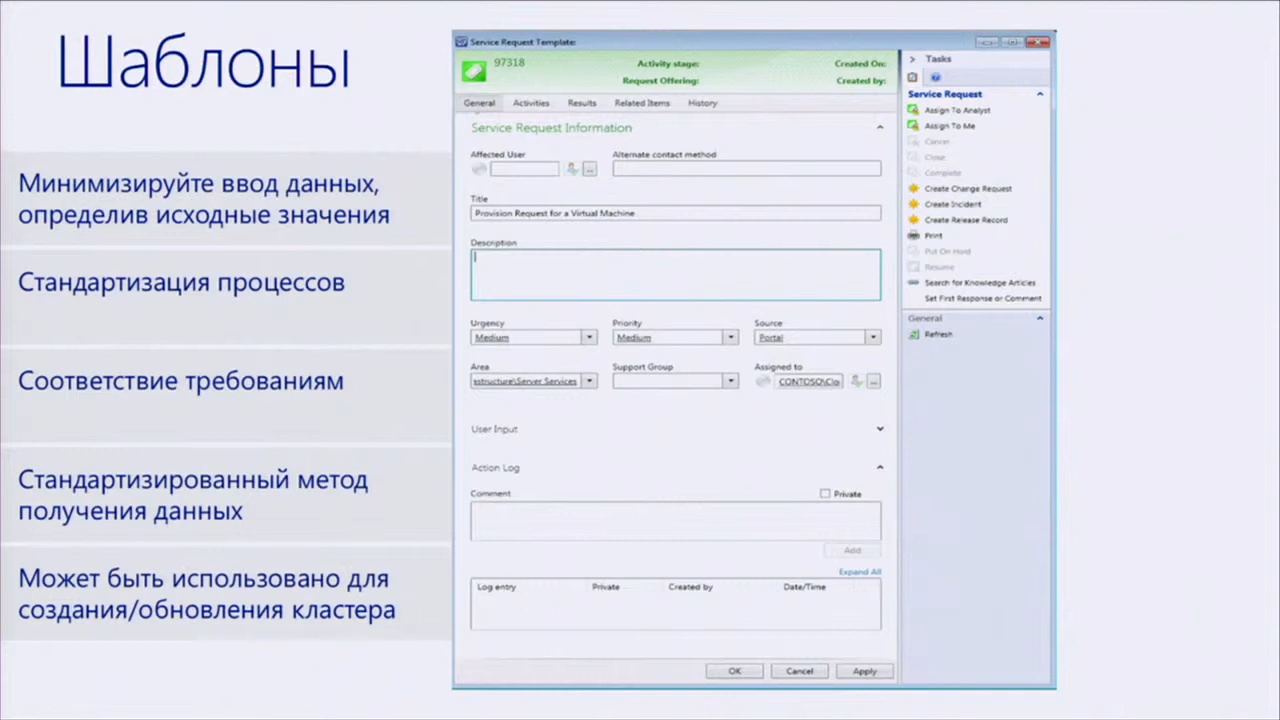 Шаблоны
Минимизируйте ввод данных,
определив исходные значения
Стандартизация процессов
Соответствие требованиям
Стандартизированный метод
получения данных
Может быть использовано для
создания/обновления кластера
Service Request Template:
97318
Activity stage:
Created On:
Request Offering:
Created by:
General Activities Results Related Items History
Service Request Information
Affected User
Alternate contact method
...
Title
Provision Request for a Virtual Machine
Description
Urgency
Priority
Source
Medium
Medium
Portal
Area
Support Group
Assigned to
structure\Server Services
CONTOSO\Clo
...
User Input
Action Log
Comment
Private
Add
Expand All
Log entry Private Created by Date/Time
OK Cancel Apply
Tasks
Service Request
Assign To Analyst
Assign To Me
Cancel
Close
Complete
Create Change Request
Create Incident
Create Release Record
Print
Put On Hold
Resume
Search for Knowledge Articles
Set First Response or Comment
General
Refresh